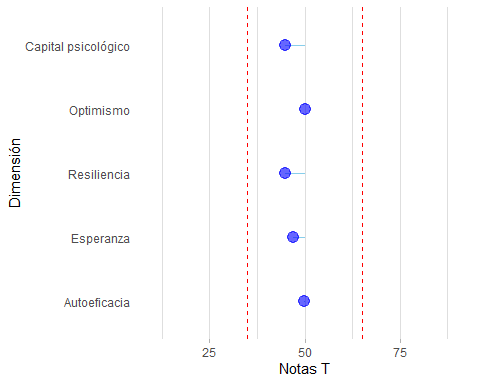 Capital psicológico
Optimismo
Resiliencia
Esperanza
Autoeficacia
Dimensión
25
50
75
Notas T